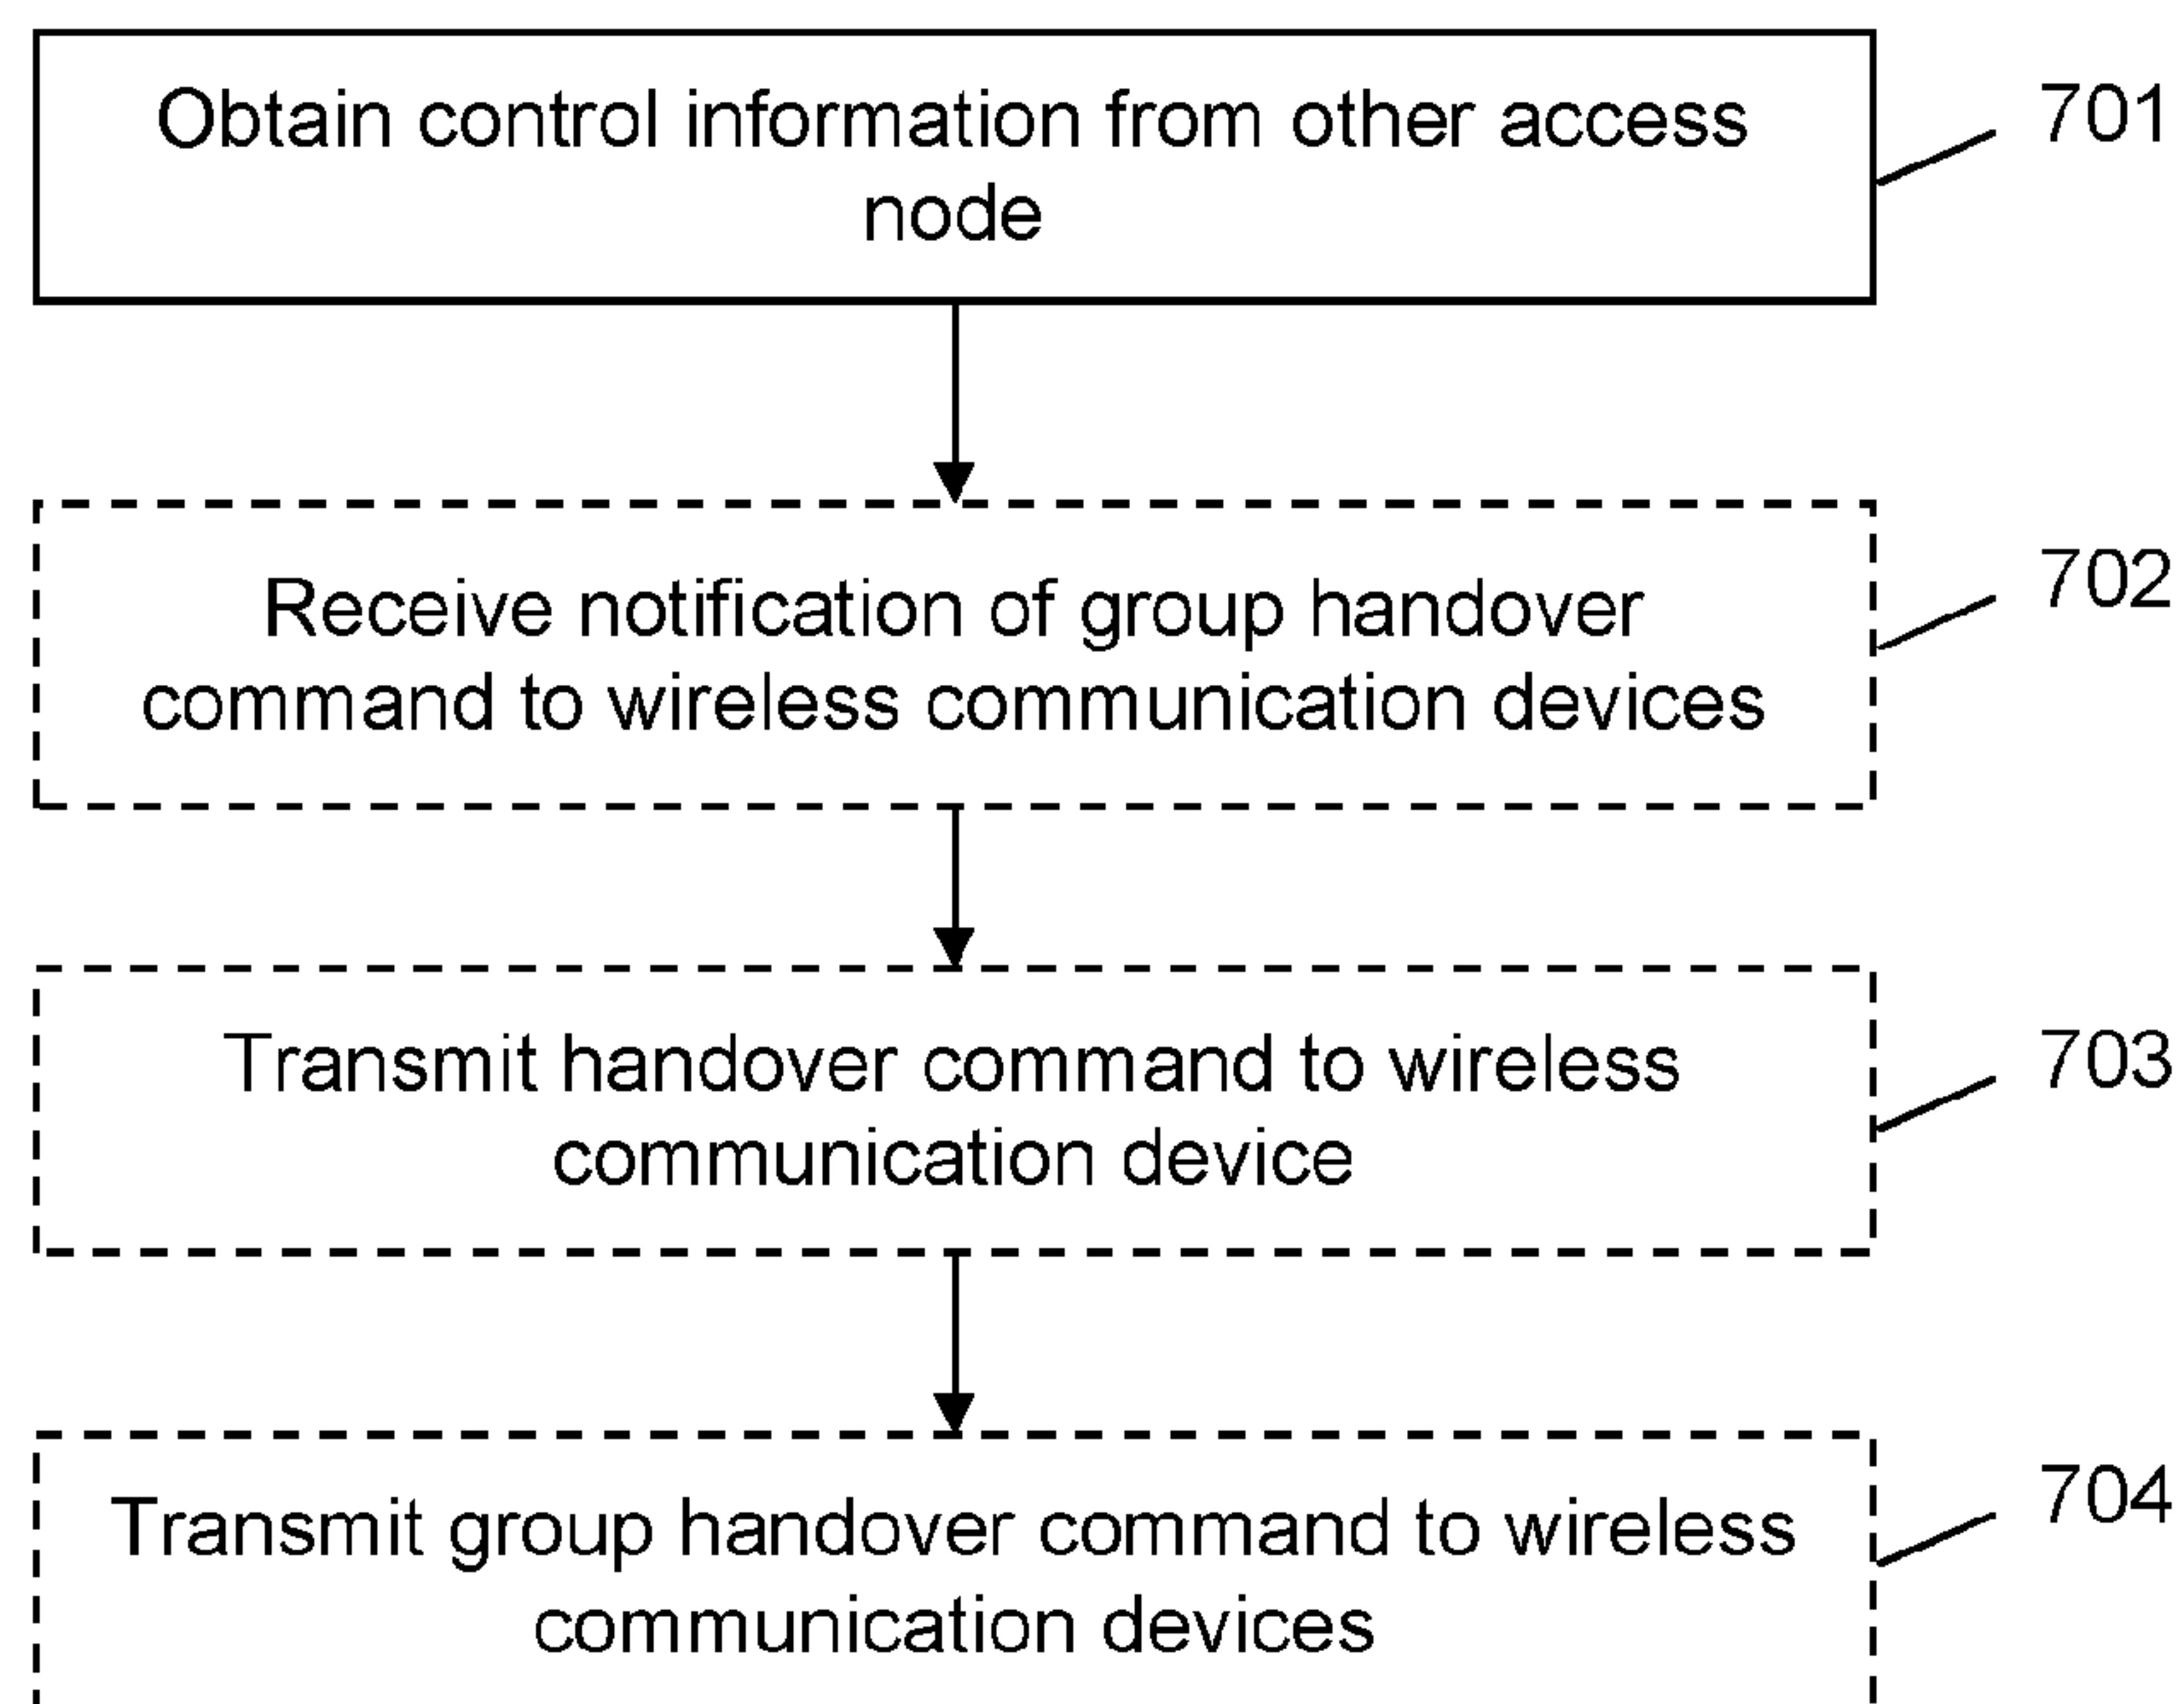 Obtain control information from other access
node
701
Receive notification of group handover
command to wireless communication devices
702
Transmit handover command to wireless
communication device
703
Transmit group handover command to wireless
communication devices
704